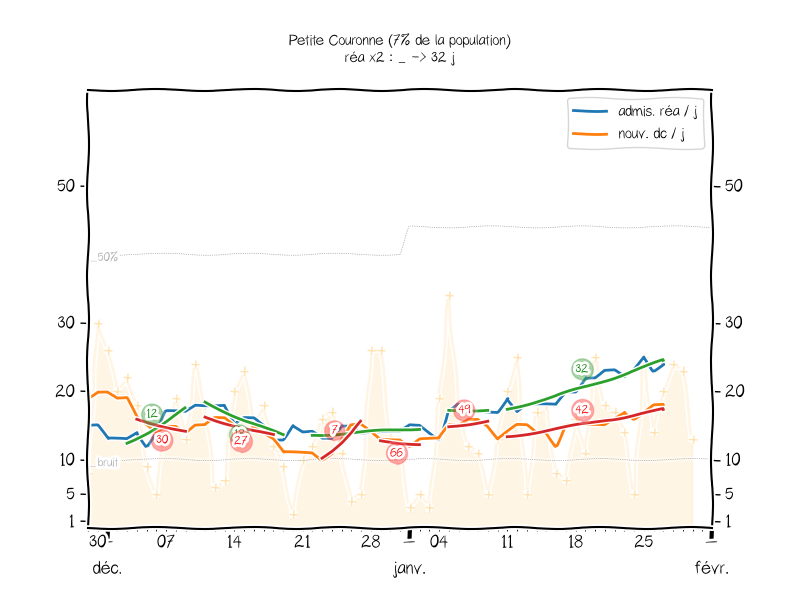 Petite Couronne (7% de la population)
réa x2 : _ -> 32 j
admis. réa / j
nouv. dc / j
50 50
50%
30 30
32
20 20
12 49 42
7
30 27
66
bruit
10 10
5 5
1 1
30 07 14 21 28 04 11 18 25
déc. janv. févr.